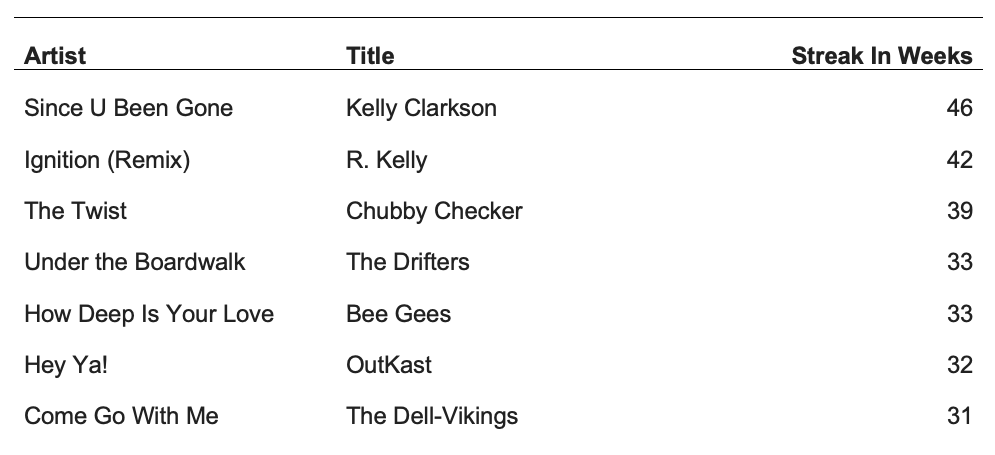 Artist Title Streak In Weeks
Since U Been Gone Kelly Clarkson 46
Ignition (Remix) R. Kelly 42
The Twist Chubby Checker 39
Under the Boardwalk The Drifters 33
How Deep Is Your Love Bee Gees 33
Hey Ya! OutKast 32
Come Go With Me The Dell-Vikings 31